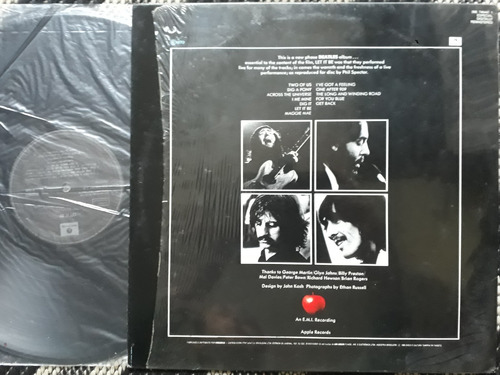 This is a new phase BEATLES album . . .
essential to the content of the film, LET IT BE was that they performed
live for many of the tracks; in comes the warmth and the freshness of a live
performance; as reproduced for disc by Phil Spector.
TWO OF US I'VE GOT A FEELING
DIG A PONY ONE AFTER 909
ACROSS THE UNIVERSE THE LONG AND WINDING ROAD
I ME MINE FOR YOU BLUE
DIG IT GET BACK
LET IT BE
MAGGIE MAE
Thanks to George Martin Glyn Johns Billy Preston
Mal Davies Peter Bown Richard Hewson Brian Rogers
Design by John Kosh Photographs by Ethan Russell
An E.M.I. Recording
Apple Records